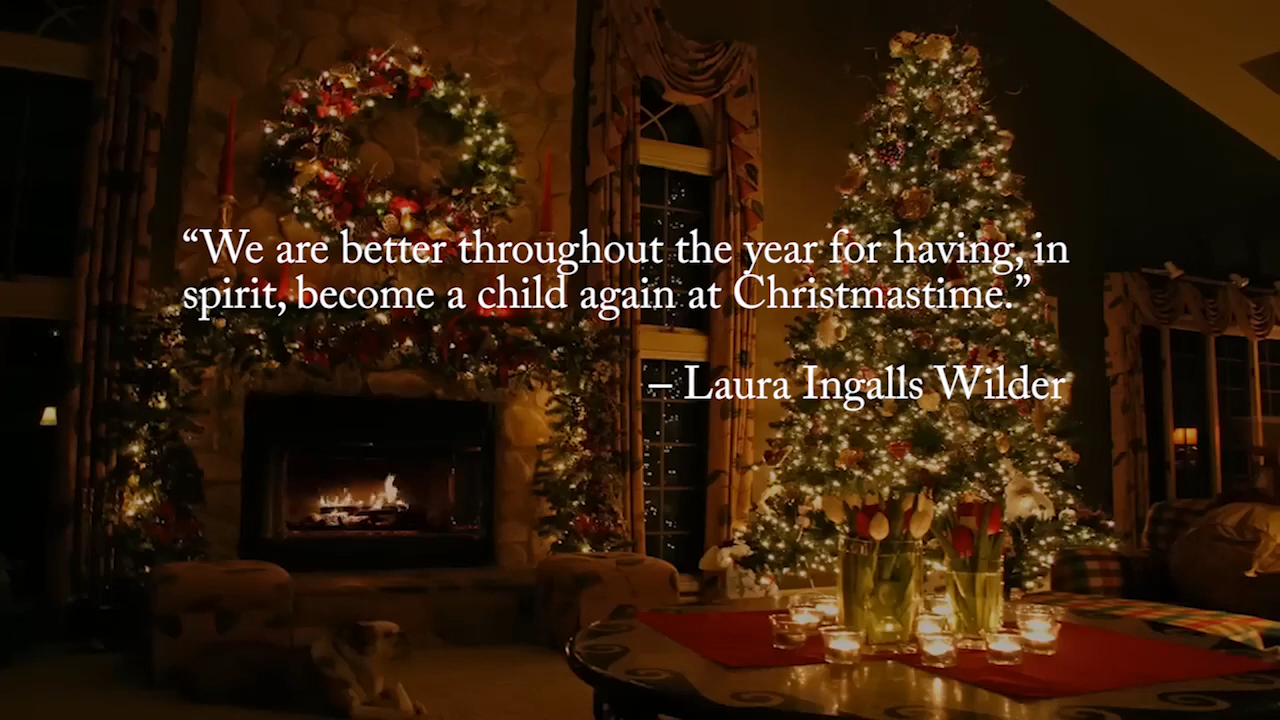 “We are better throughout the year for having, in
spirit, become a child again at Christmastime.”
– Laura Ingalls Wilder